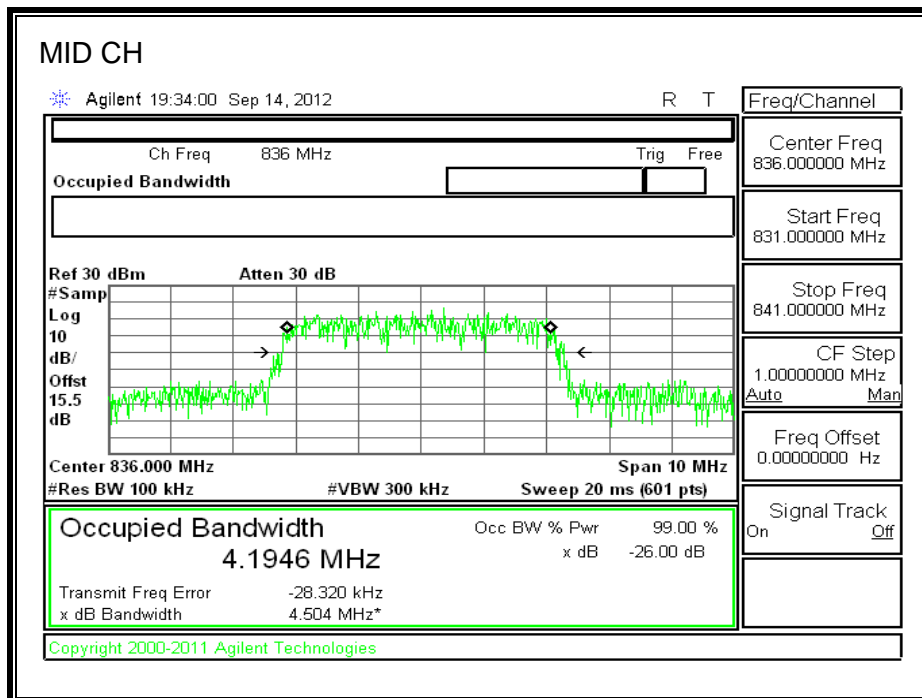 MID CH
Agilent 19:34:00 Sep 14, 2012 R T
Freq/Channel
Ch Freq 836 MHz Trig Free
Occupied Bandwidth
Center Freq
836.000000 MHz
Start Freq
831.000000 MHz
Stop Freq
841.000000 MHz
CF Step
1.00000000 MHz
Auto Man
Freq Offset
0.00000000 Hz
Signal Track
On Off
Ref 30 dBm Atten 30 dB
#Samp
Log
10
dB/
Offst
15.5
dB
Center 836.000 MHz Span 10 MHz
#Res BW 100 kHz #VBW 300 kHz Sweep 20 ms (601 pts)
Occupied Bandwidth
4.1946 MHz
Occ BW % Pwr 99.00 %
x dB -26.00 dB
Transmit Freq Error -28.320 kHz
x dB Bandwidth 4.504 MHz*
Copyright 2000-2011 Agilent Technologies